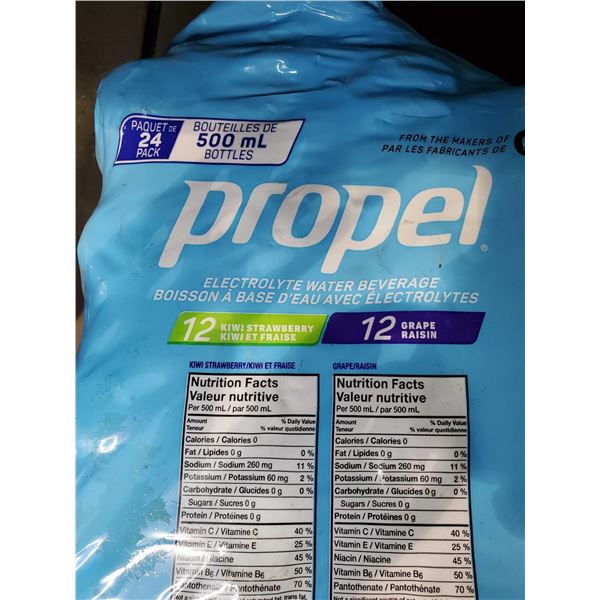 PAQUET DE
24
PACK
BOUTEILLES DE
500 mL
BOTTLES
FROM THE MAKERS OF
PAR LES FABRICANTS DE
propel®
ELECTROLYTE WATER BEVERAGE
BOISSON À BASE D'EAU AVEC ÉLECTROLYTES
12 KIWI STRAWBERRY
KIWI ET FRAISE
12 GRAPE
RAISIN
KIWI STRAWBERRY/KIWI ET FRAISE
Nutrition Facts
Valeur nutritive
Per 500 mL / par 500 mL
Amount % Daily Value
Teneur % valeur quotidienne
Calories / Calories 0
Fat / Lipides 0 g 0 %
Sodium / Sodium 260 mg 11 %
Potassium / Potassium 60 mg 2 %
Carbohydrate / Glucides 0 g 0 %
Sugars / Sucres 0 g
Protein / Protéines 0 g
Vitamin C / Vitamine C 40 %
Vitamin E / Vitamine E 25 %
Niacin / Niacine 45 %
Vitamin B6 / Vitamine B6 50 %
Pantothenate / Pantothénate 70 %
GRAPE/RAISIN
Nutrition Facts
Valeur nutritive
Per 500 mL / par 500 mL
Amount % Daily Value
Teneur % valeur quotidienne
Calories / Calories 0
Fat / Lipides 0 g 0 %
Sodium / Sodium 260 mg 11 %
Potassium / Potassium 60 mg 2 %
Carbohydrate / Glucides 0 g 0 %
Sugars / Sucres 0 g
Protein / Protéines 0 g
Vitamin C / Vitamine C 40 %
Vitamin E / Vitamine E 25 %
Niacin / Niacine 45 %
Vitamin B6 / Vitamine B6 50 %
Pantothenate / Pantothénate 70 %